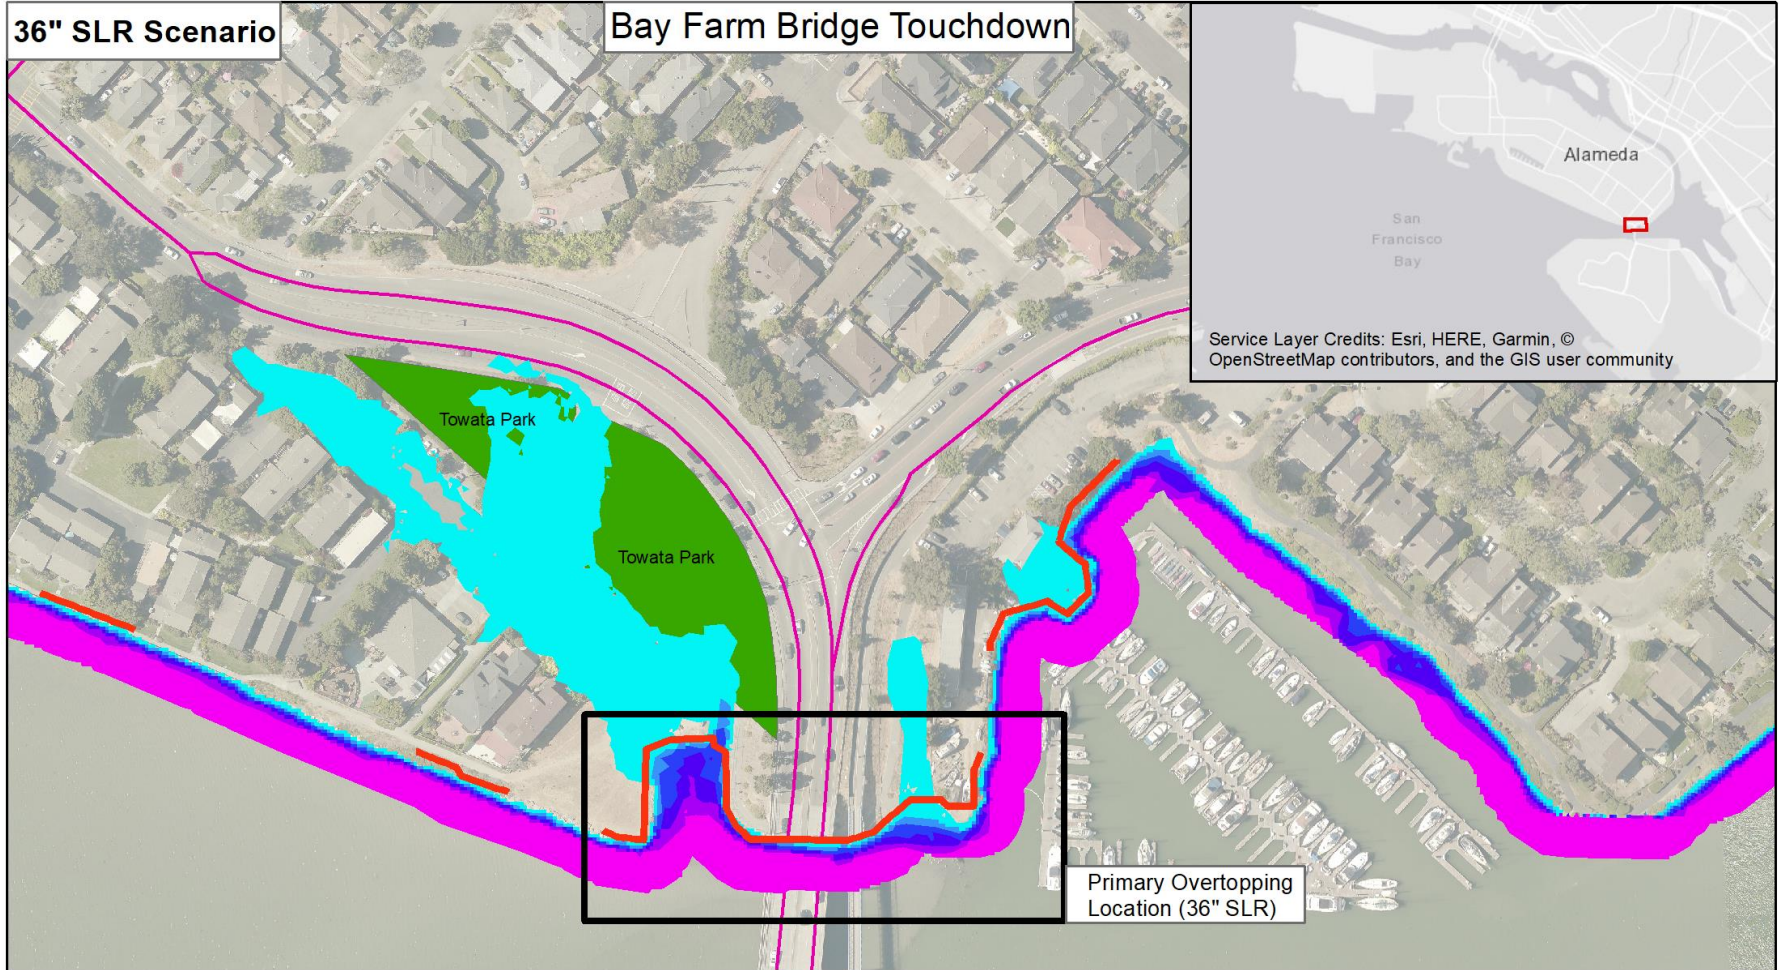 36" SLR Scenario
Bay Farm Bridge Touchdown
Alameda
San
Francisco
Bay
Service Layer Credits: Esri, HERE, Garmin, ©
OpenStreetMap contributors, and the GIS user community
Towata Park
Towata Park
Primary Overtopping
Location (36" SLR)